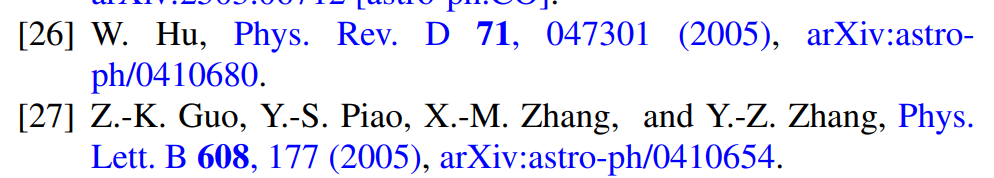 [26] W. Hu, Phys. Rev. D 71, 047301 (2005), arXiv:astro-
ph/0410680.
[27] Z.-K. Guo, Y.-S. Piao, X.-M. Zhang, and Y.-Z. Zhang, Phys.
Lett. B 608, 177 (2005), arXiv:astro-ph/0410654.